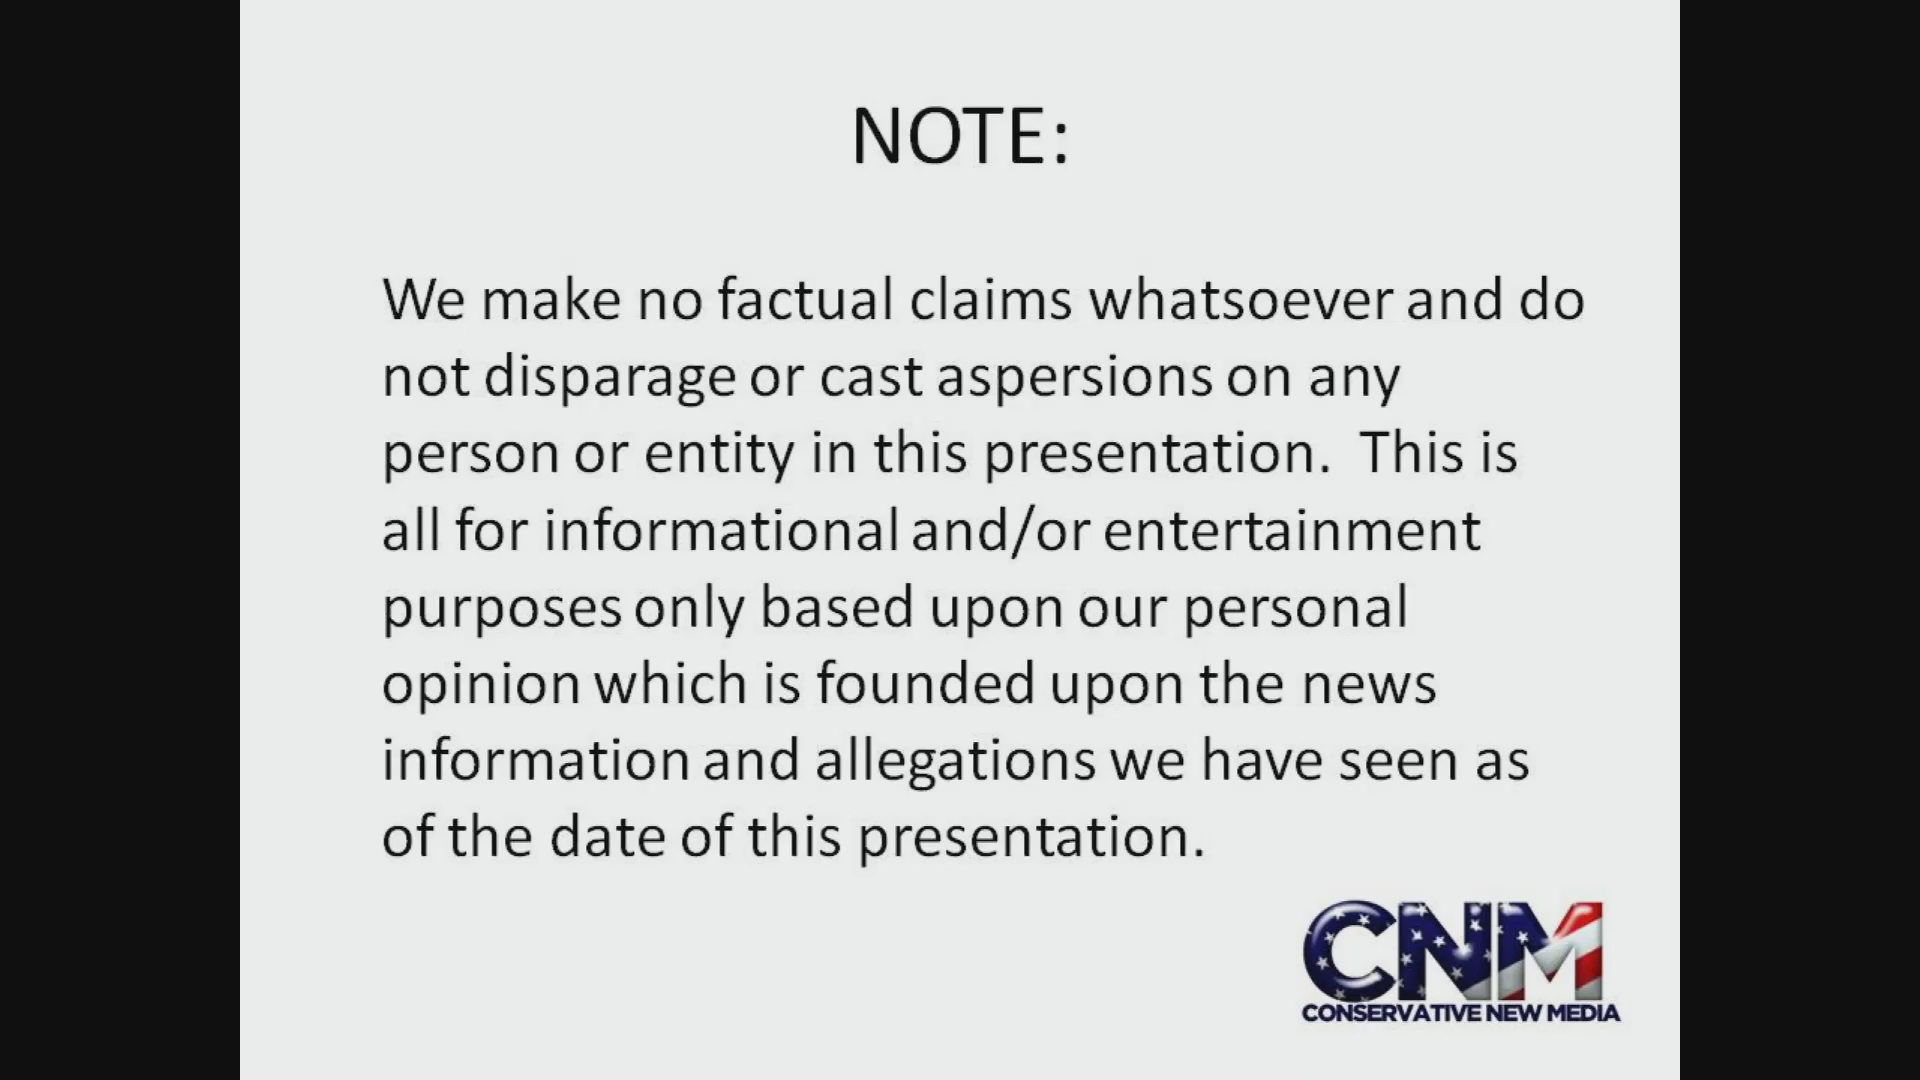 NOTE:
We make no factual claims whatsoever and do
not disparage or cast aspersions on any
person or entity in this presentation.  This is
all for informational and/or entertainment
purposes only based upon our personal
opinion which is founded upon the news
information and allegations we have seen as
of the date of this presentation.
CNM
CONSERVATIVE NEW MEDIA